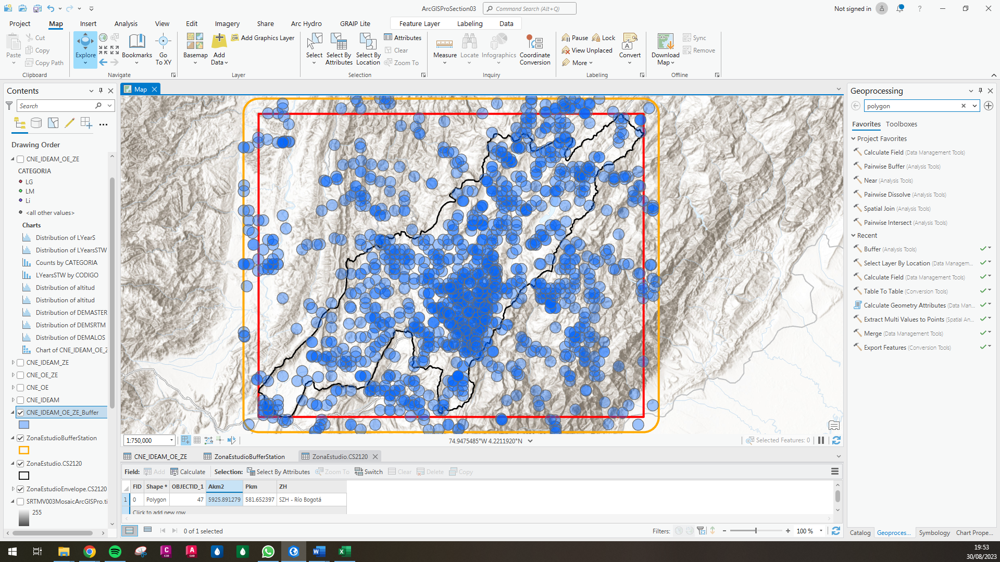 ArcGISProSection03
Command Search (Alt+Q)
Not signed in
Project
Map
Insert
Analysis
View
Edit
Imagery
Share
Arc Hydro
GRAIP Lite
Feature Layer
Labeling
Data
Paste
Cut
Copy
Copy Path
Clipboard
Explore
Bookmarks
Go
To XY
Navigate
Basemap
Add
Data
Add Graphics Layer
Layer
Select
Select By
Attributes
Select By
Location
Attributes
Clear
Zoom To
Selection
Measure
Locate
Infographics
Coordinate
Conversion
Inquiry
Pause
Lock
View Unplaced
More
Convert
Labeling
Download
Map
Sync
Remove
Offline
Contents
Search
Drawing Order
CNE_IDEAM_OE_ZE
CATEGORIA
LG
LM
Li
<all other values>
Charts
Distribution of LYearS
Distribution of LYearsSTW
Counts by CATEGORIA
LYearsSTW by CODIGO
Distribution of altitud
Distribution of altitud
Distribution of DEMASTER
Distribution of DEMSRTM
Distribution of DEMALOS
Chart of CNE_IDEAM_OE_Z
CNE_IDEAM_ZE
CNE_OE_ZE
CNE_OE
CNE_IDEAM
CNE_IDEAM_OE_ZE_Buffer
ZonaEstudioBufferStation
ZonaEstudio.CS2120
ZonaEstudioEnvelope.CS2120
SRTMV003MosaicArcGISPro.ti
255
Map
1:750,000
74.9475485°W 4.2211920°N
Selected Features: 0
CNE_IDEAM_OE_ZE
ZonaEstudioBufferStation
ZonaEstudio.CS2120
Field:
Add
Calculate
Selection:
Select By Attributes
Zoom To
Switch
Clear
Delete
Copy
FID
Shape *
OBJECTID_1
Akm2
Pkm
ZH
1
0
Polygon
47
5925.891279
581.652397
SZH - Río Bogotá
Click to add new row
0 of 1 selected
Filters:
100 %
Geoprocessing
polygon
Favorites
Toolboxes
Project Favorites
Calculate Field (Data Management Tools)
Pairwise Buffer (Analysis Tools)
Near (Analysis Tools)
Pairwise Dissolve (Analysis Tools)
Spatial Join (Analysis Tools)
Pairwise Intersect (Analysis Tools)
Recent
Buffer (Analysis Tools)
Select Layer By Location (Data Managem...
Calculate Field (Data Management Tools)
Table To Table (Conversion Tools)
Calculate Geometry Attributes (Data Man...
Extract Multi Values to Points (Spatial An...
Merge (Data Management Tools)
Export Features (Conversion Tools)
Catalog
Geoproces...
Symbology
Chart Prope...
19:53
30/08/2023